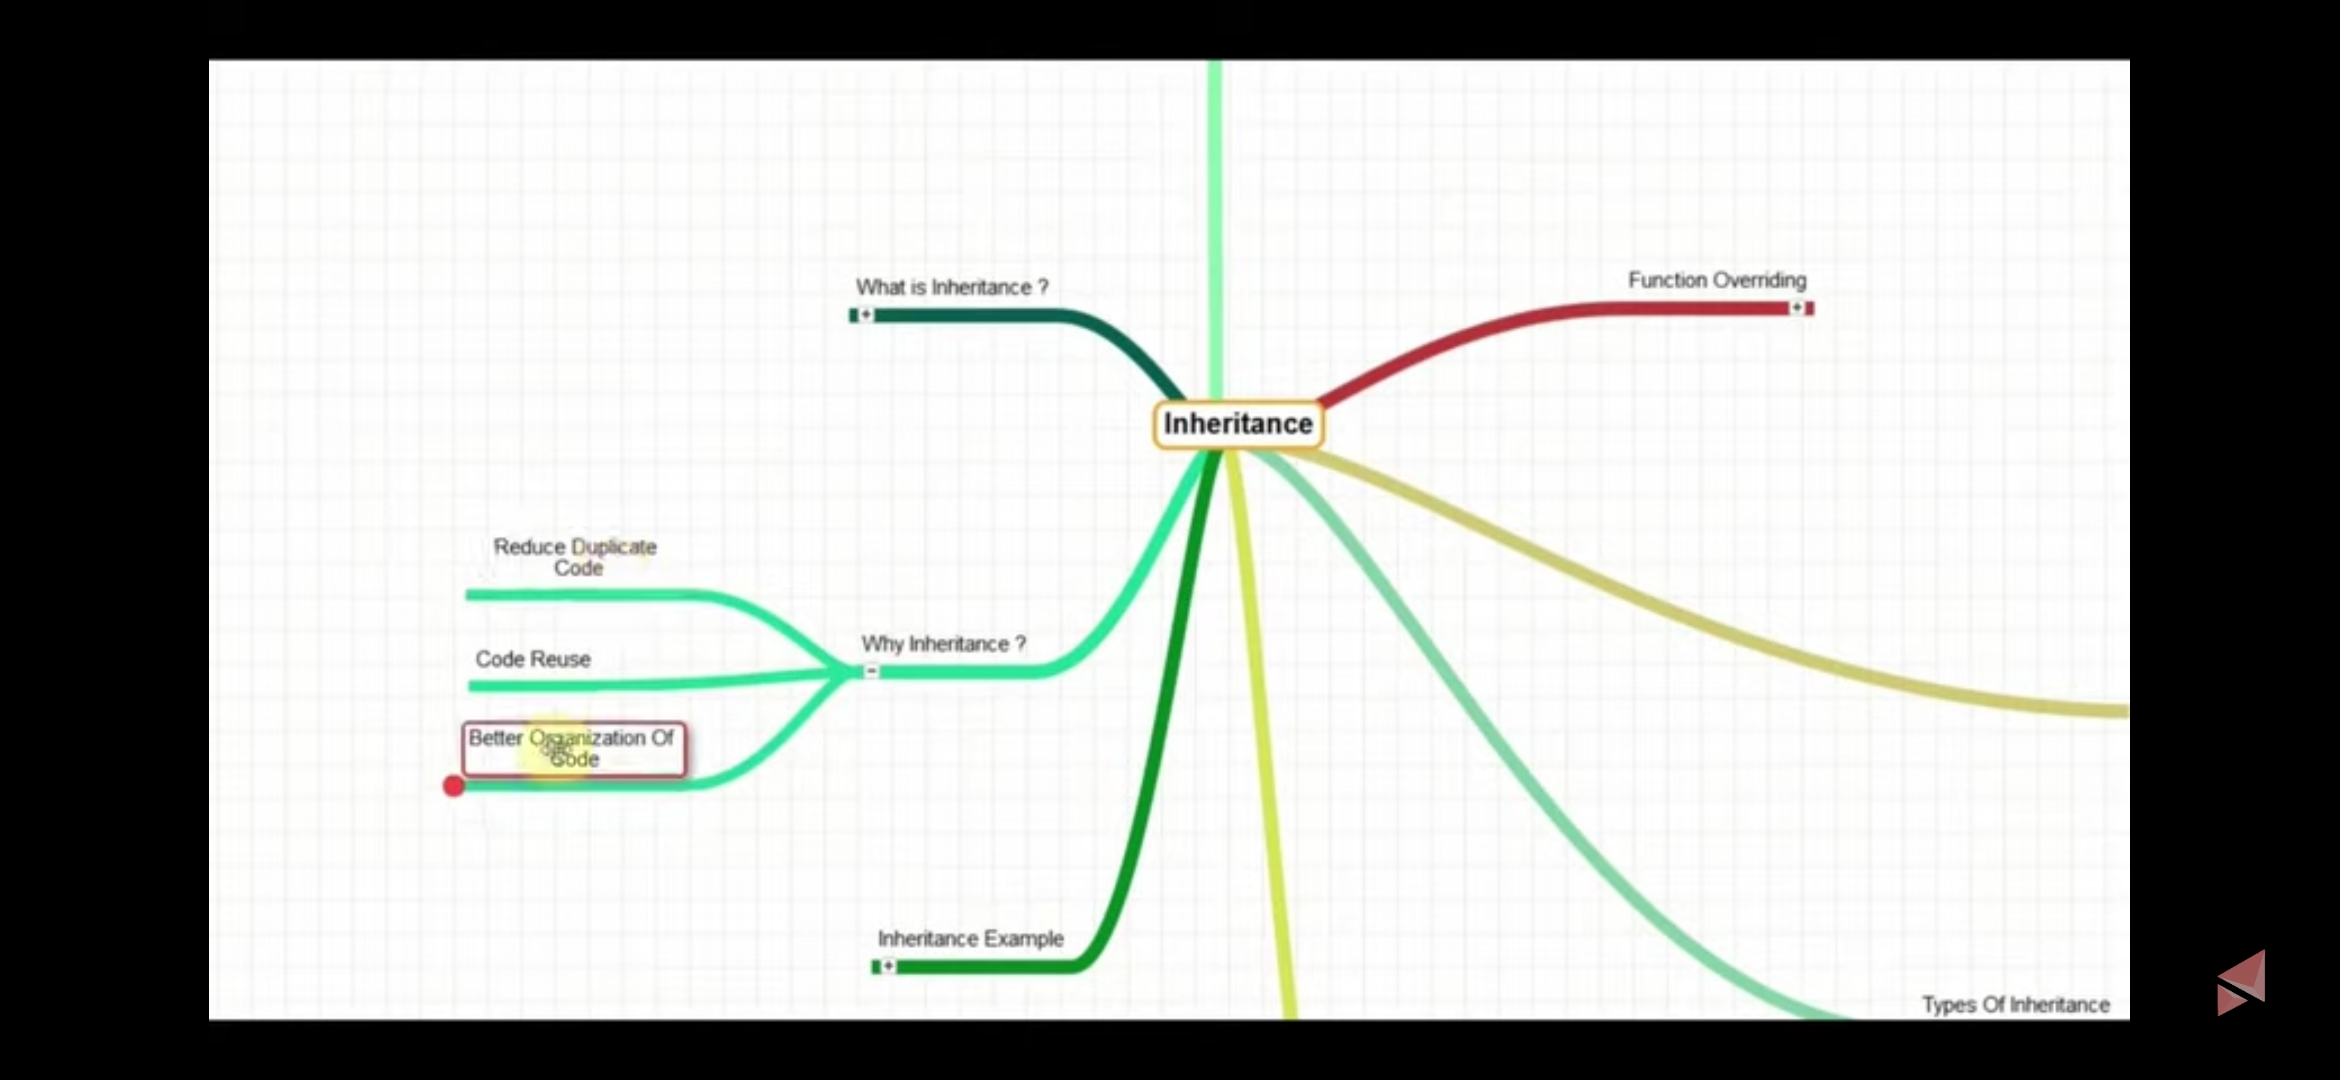 What is Inheritance ?
Function Overriding
Inheritance
Reduce Duplicate
Code
Why Inheritance ?
Code Reuse
Better Organization Of
Code
Inheritance Example
Types Of Inheritance